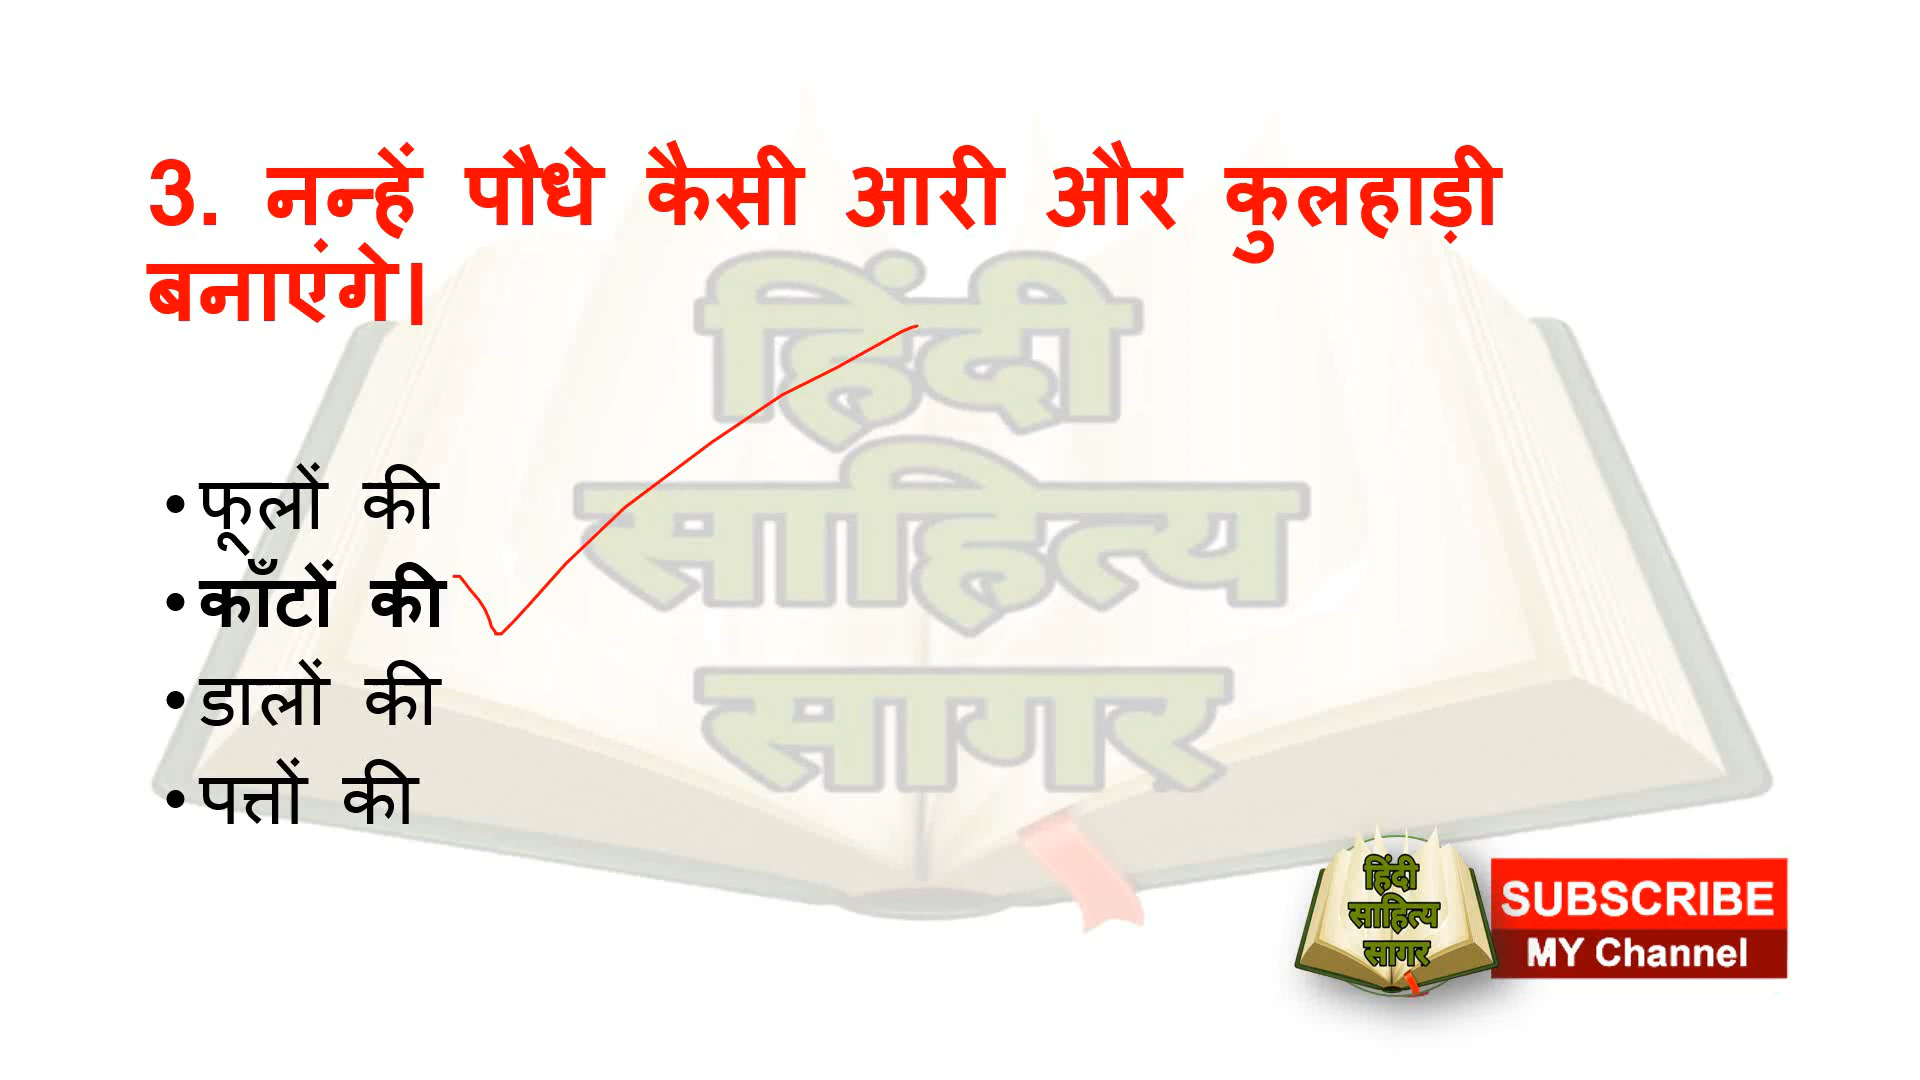 3. नन्हें पौधे कैसी आरी और कुलहाड़ी
बनाएंगे।
हिंदी
साहित्य
सागर
•फूलों की
•काँटों की
•डालों की
•पत्तों की
हिंदी
साहित्य
सागर
SUBSCRIBE
MY Channel